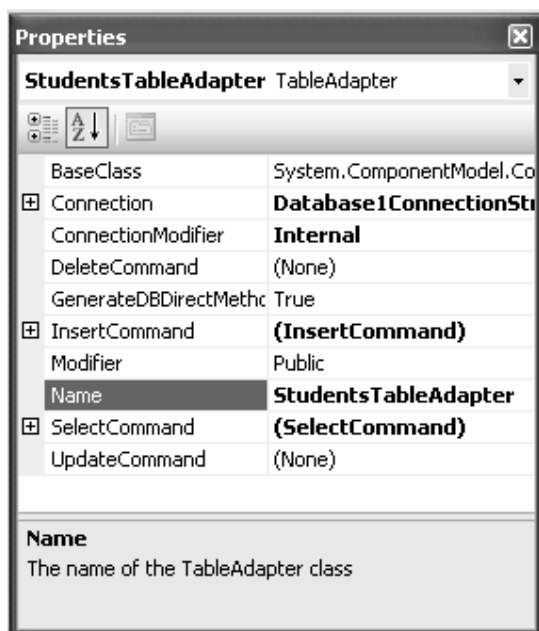 Properties
StudentsTableAdapter TableAdapter
BaseClass System.ComponentModel.Co
Connection Database1ConnectionStr
ConnectionModifier Internal
DeleteCommand (None)
GenerateDBDirectMethc True
InsertCommand (InsertCommand)
Modifier Public
Name StudentsTableAdapter
SelectCommand (SelectCommand)
UpdateCommand (None)
Name
The name of the TableAdapter class